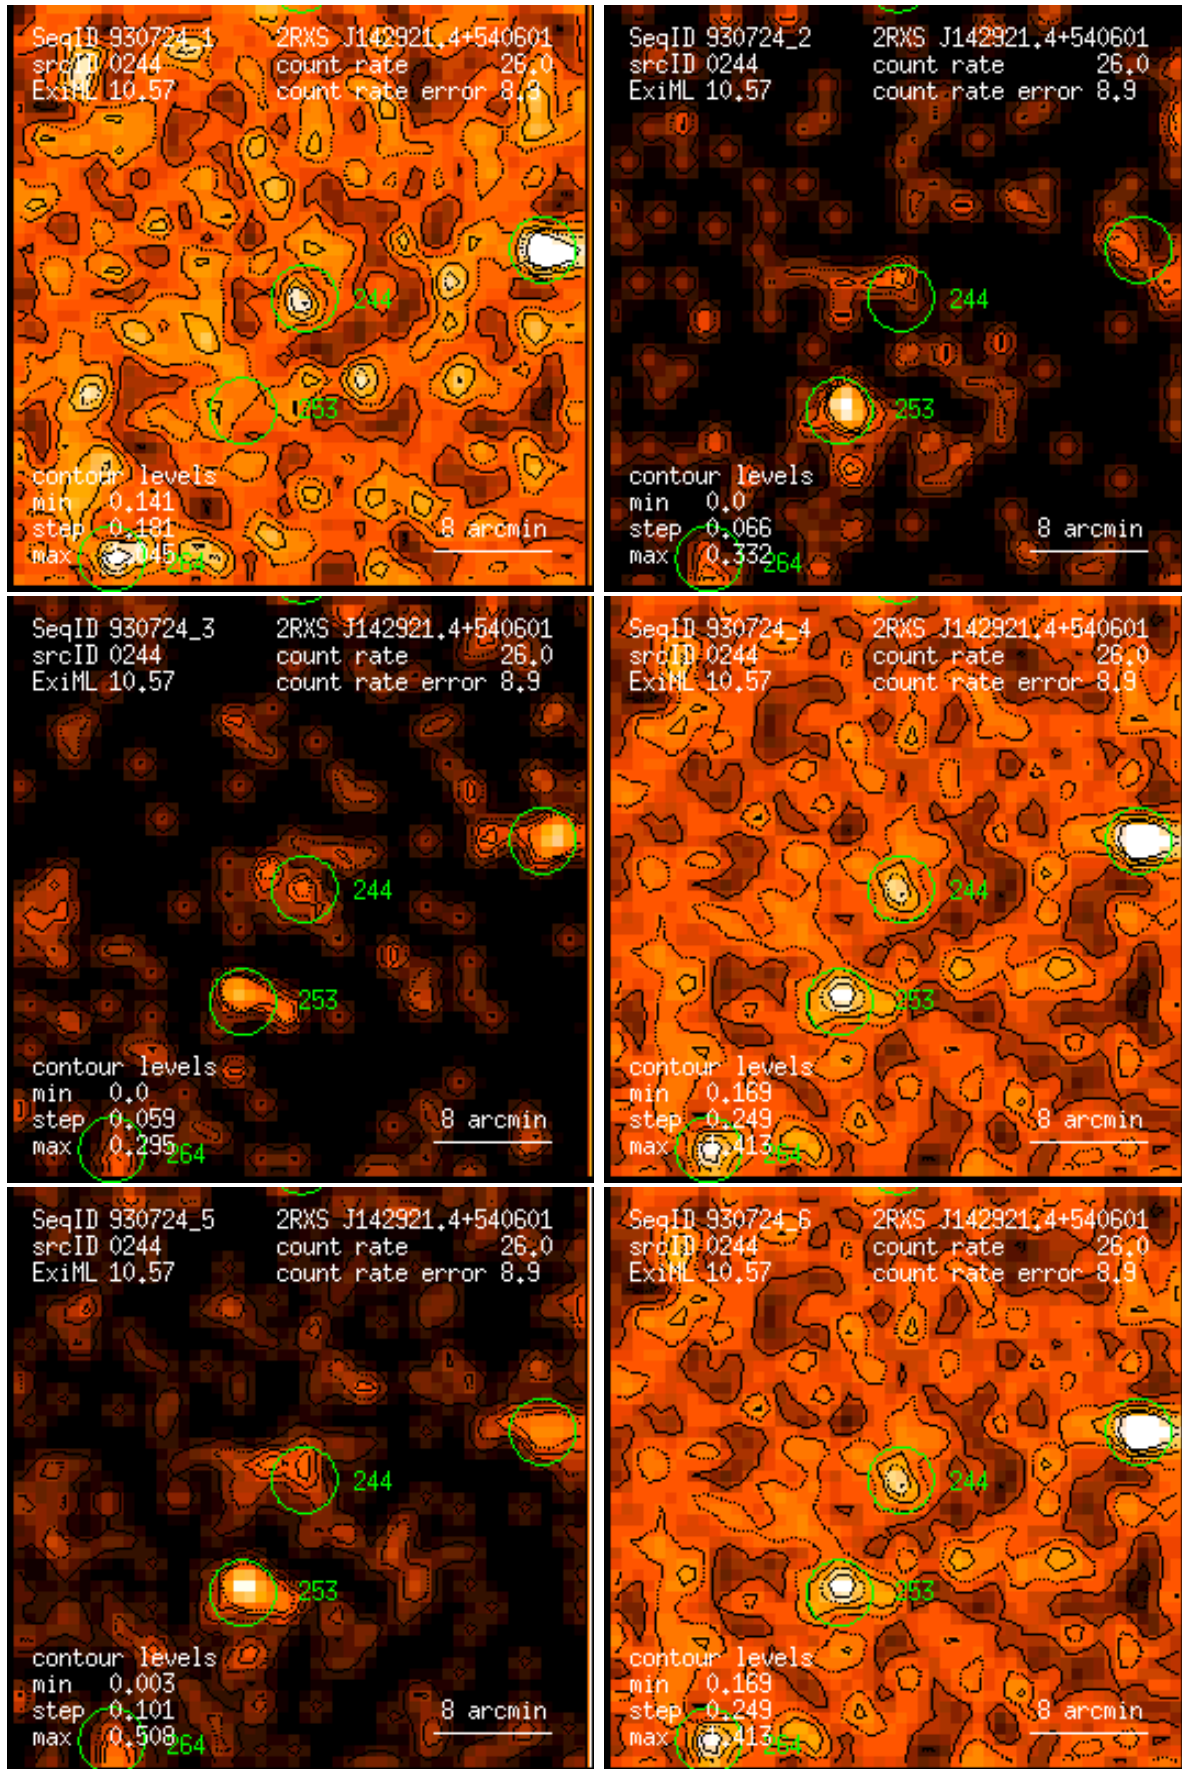 SeqID 930724_1 2RXS J142921.4+540601
srcID 0244 count rate 26.0
ExiML 10.57 count rate error 8.9
244
253
contour levels
min 0.141
step 0.181
max
8 arcmin
264
SeqID 930724_2 2RXS J142921.4+540601
srcID 0244 count rate 26.0
ExiML 10.57 count rate error 8.9
244
253
contour levels
min 0.0
step 0.066
max 0.332
8 arcmin
264
SeqID 930724_3 2RXS J142921.4+540601
srcID 0244 count rate 26.0
ExiML 10.57 count rate error 8.9
244
253
contour levels
min 0.0
step 0.059
max 0.295
8 arcmin
264
SeqID 930724_4 2RXS J142921.4+540601
srcID 0244 count rate 26.0
ExiML 10.57 count rate error 8.9
244
253
contour levels
min 0.169
step 0.249
max 1.413
8 arcmin
264
SeqID 930724_5 2RXS J142921.4+540601
srcID 0244 count rate 26.0
ExiML 10.57 count rate error 8.9
244
253
contour levels
min 0.003
step 0.101
max 0.508
8 arcmin
264
SeqID 930724_6 2RXS J142921.4+540601
srcID 0244 count rate 26.0
ExiML 10.57 count rate error 8.9
244
253
contour levels
min 0.169
step 0.249
max 1.413
8 arcmin
264